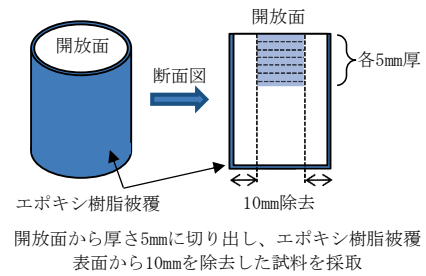 開放面
開放面
各5mm厚
断面図
エポキシ樹脂被覆
10mm除去
開放面から厚さ5mmに切り出し、エポキシ樹脂被覆
表面から10mmを除去した試料を採取